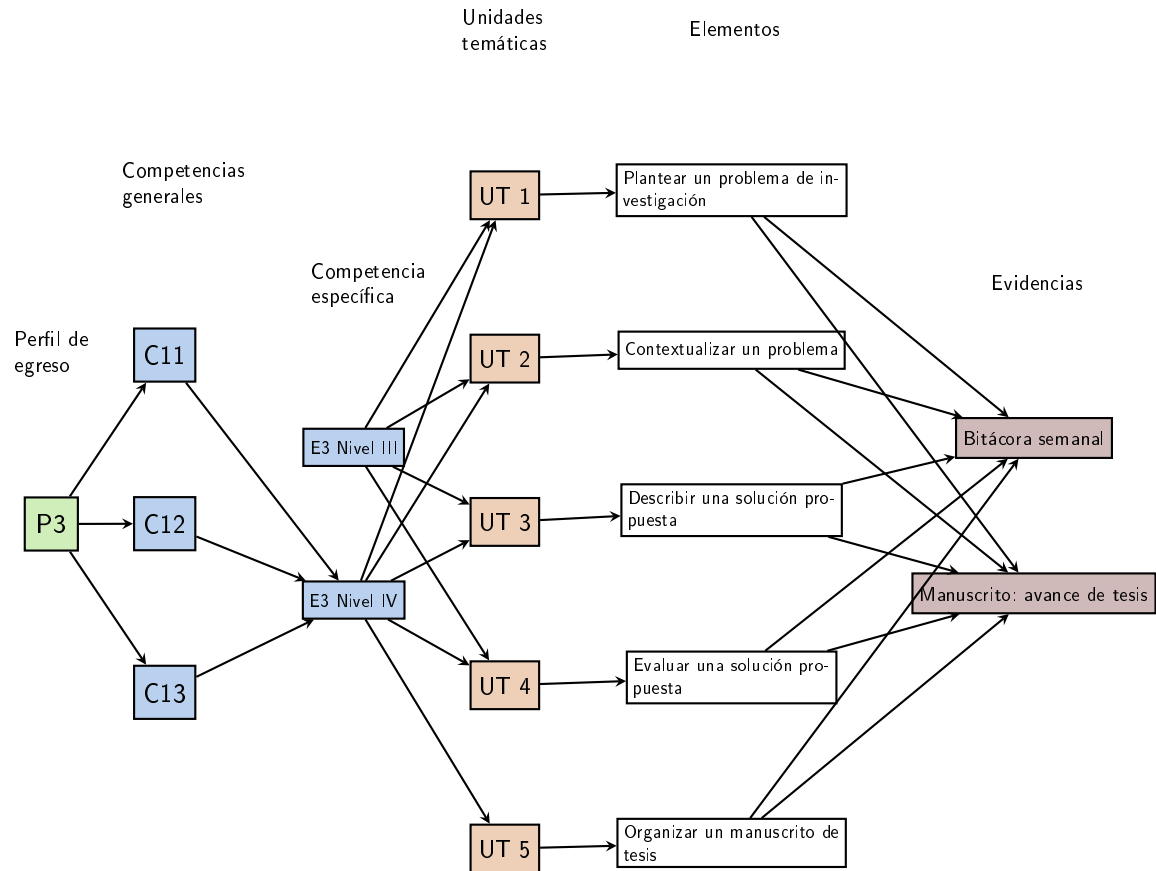 Unidades
temáticas
Elementos
Competencias
generales
UT 1
Plantear un problema de in-
vestigación
Competencia
específica
Evidencias
Perfil de
egreso
C11
UT 2
Contextualizar un problema
E3 Nivel III
Bitácora semanal
P3
C12
UT 3
Describir una solución pro-
puesta
E3 Nivel IV
Manuscrito: avance de tesis
C13
UT 4
Evaluar una solución pro-
puesta
UT 5
Organizar un manuscrito de
tesis